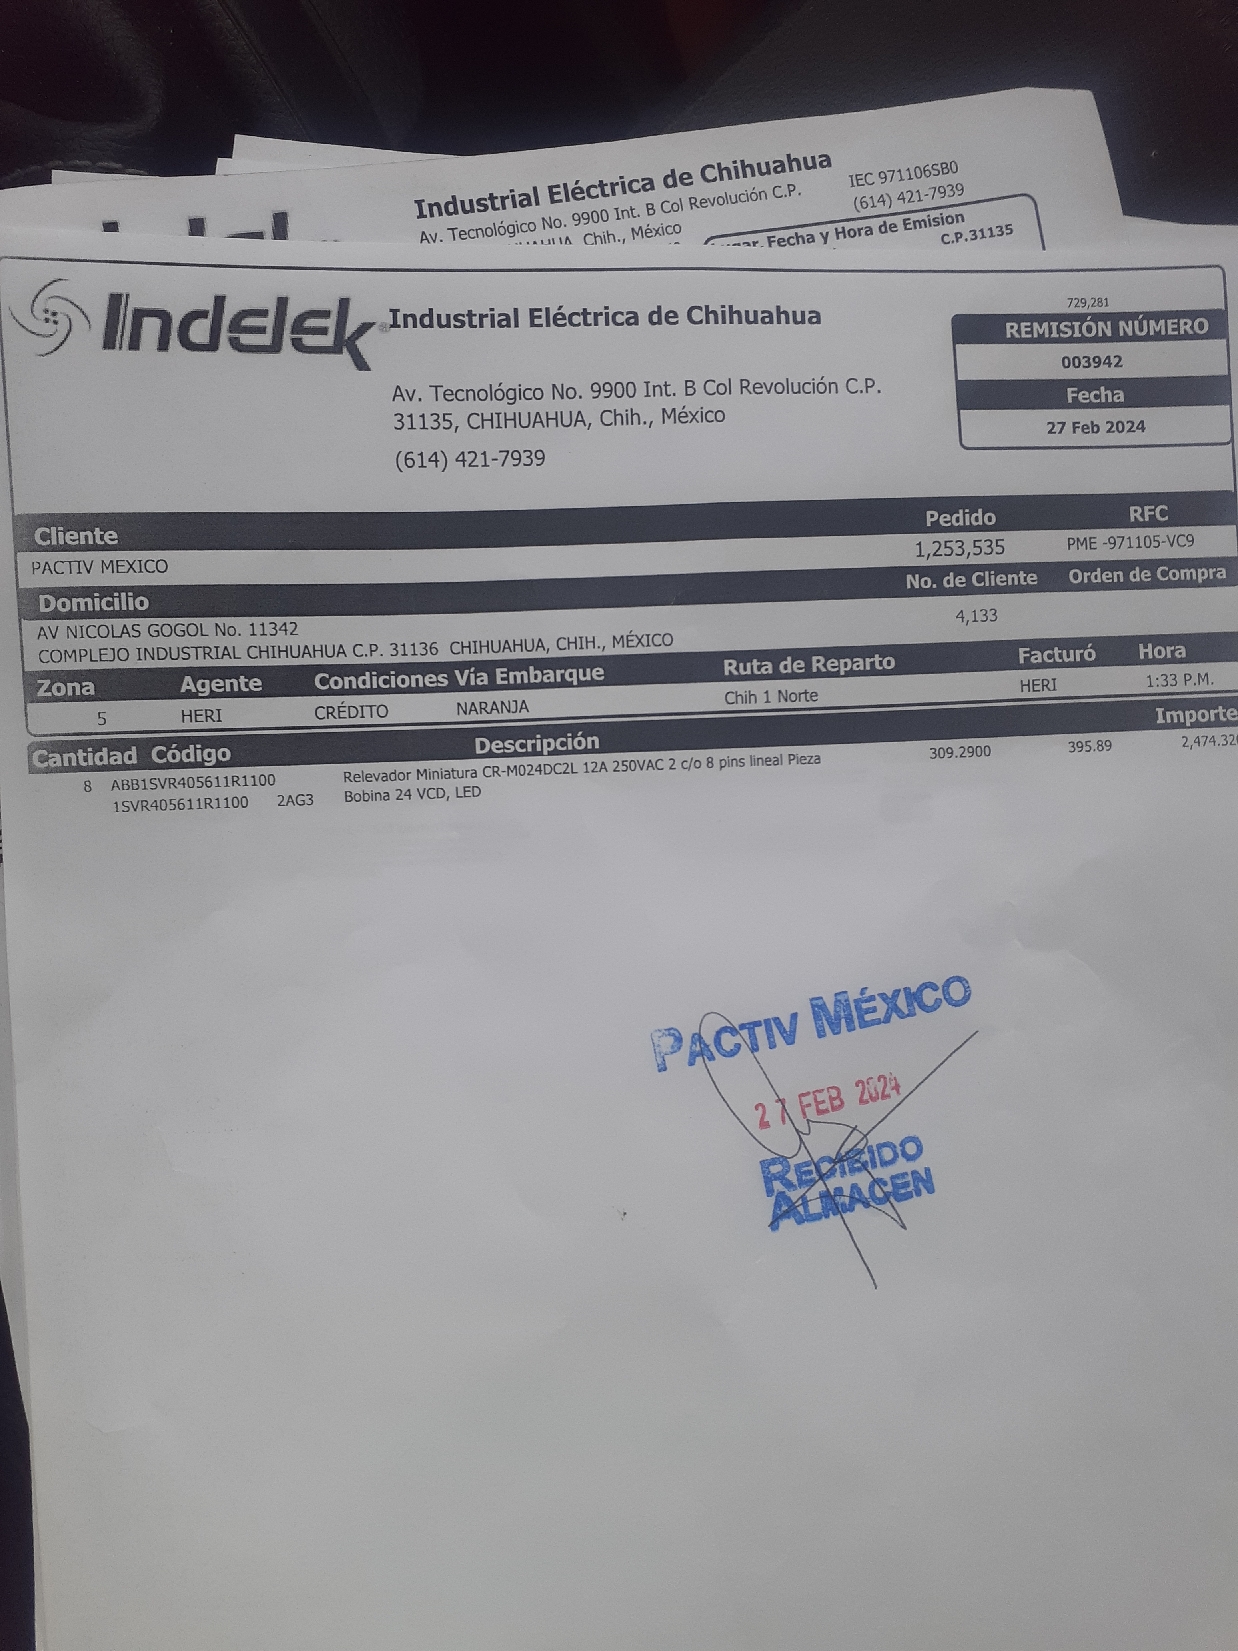 Industrial Eléctrica de Chihuahua
IEC 971106SB0
Av. Tecnológico No. 9900 Int. B Col Revolución C.P.
(614) 421-7939
Chih., México
Fecha y Hora de Emision
C.P.31135
Indelek
Industrial Eléctrica de Chihuahua
729,281
REMISIÓN NÚMERO
003942
Av. Tecnológico No. 9900 Int. B Col Revolución C.P.
31135, CHIHUAHUA, Chih., México
(614) 421-7939
Fecha
27 Feb 2024
Cliente Pedido RFC
PACTIV MEXICO 1,253,535 PME -971105-VC9
Domicilio No. de Cliente Orden de Compra
AV NICOLAS GOGOL No. 11342 4,133
COMPLEJO INDUSTRIAL CHIHUAHUA C.P. 31136 CHIHUAHUA, CHIH., MÉXICO
Zona Agente Condiciones Vía Embarque Ruta de Reparto Facturó Hora
5 HERI CRÉDITO NARANJA Chih 1 Norte HERI 1:33 P.M.
Cantidad Código Descripción Importe
8 ABB1SVR405611R1100 Relevador Miniatura CR-M024DC2L 12A 250VAC 2 c/o 8 pins lineal Pieza 309.2900 395.89 2,474.320
1SVR405611R1100 2AG3 Bobina 24 VCD, LED
PACTIV MÉXICO
27 FEB 2024
RECIBIDO
ALMACEN